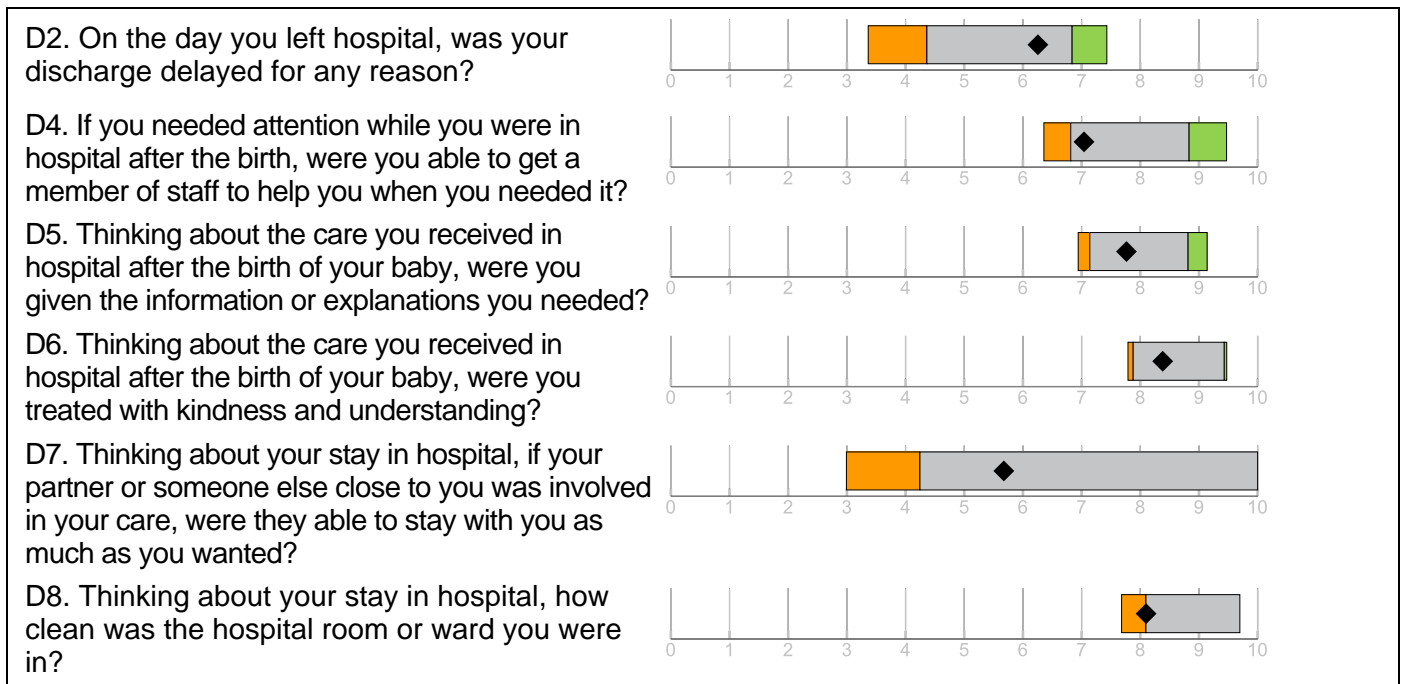 D2. On the day you left hospital, was your
discharge delayed for any reason?
0 1 2 3 4 5 6 7 8 9 10
D4. If you needed attention while you were in
hospital after the birth, were you able to get a
member of staff to help you when you needed it?
0 1 2 3 4 5 6 7 8 9 10
D5. Thinking about the care you received in
hospital after the birth of your baby, were you
given the information or explanations you needed?
0 1 2 3 4 5 6 7 8 9 10
D6. Thinking about the care you received in
hospital after the birth of your baby, were you
treated with kindness and understanding?
0 1 2 3 4 5 6 7 8 9 10
D7. Thinking about your stay in hospital, if your
partner or someone else close to you was involved
in your care, were they able to stay with you as
much as you wanted?
0 1 2 3 4 5 6 7 8 9 10
D8. Thinking about your stay in hospital, how
clean was the hospital room or ward you were
in?
0 1 2 3 4 5 6 7 8 9 10